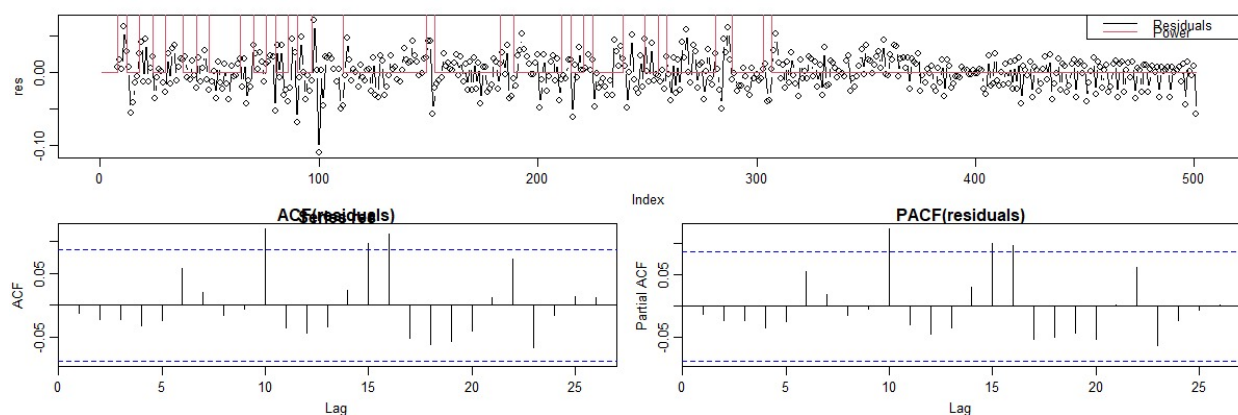 Residuals
Power
res
0.00
-0.10
0 100 200 300 400 500
Index
ACF(residuals)
Series res
ACF
0.05
-0.05
0 5 10 15 20 25
Lag
PACF(residuals)
Partial ACF
0.05
-0.05
0 5 10 15 20 25
Lag